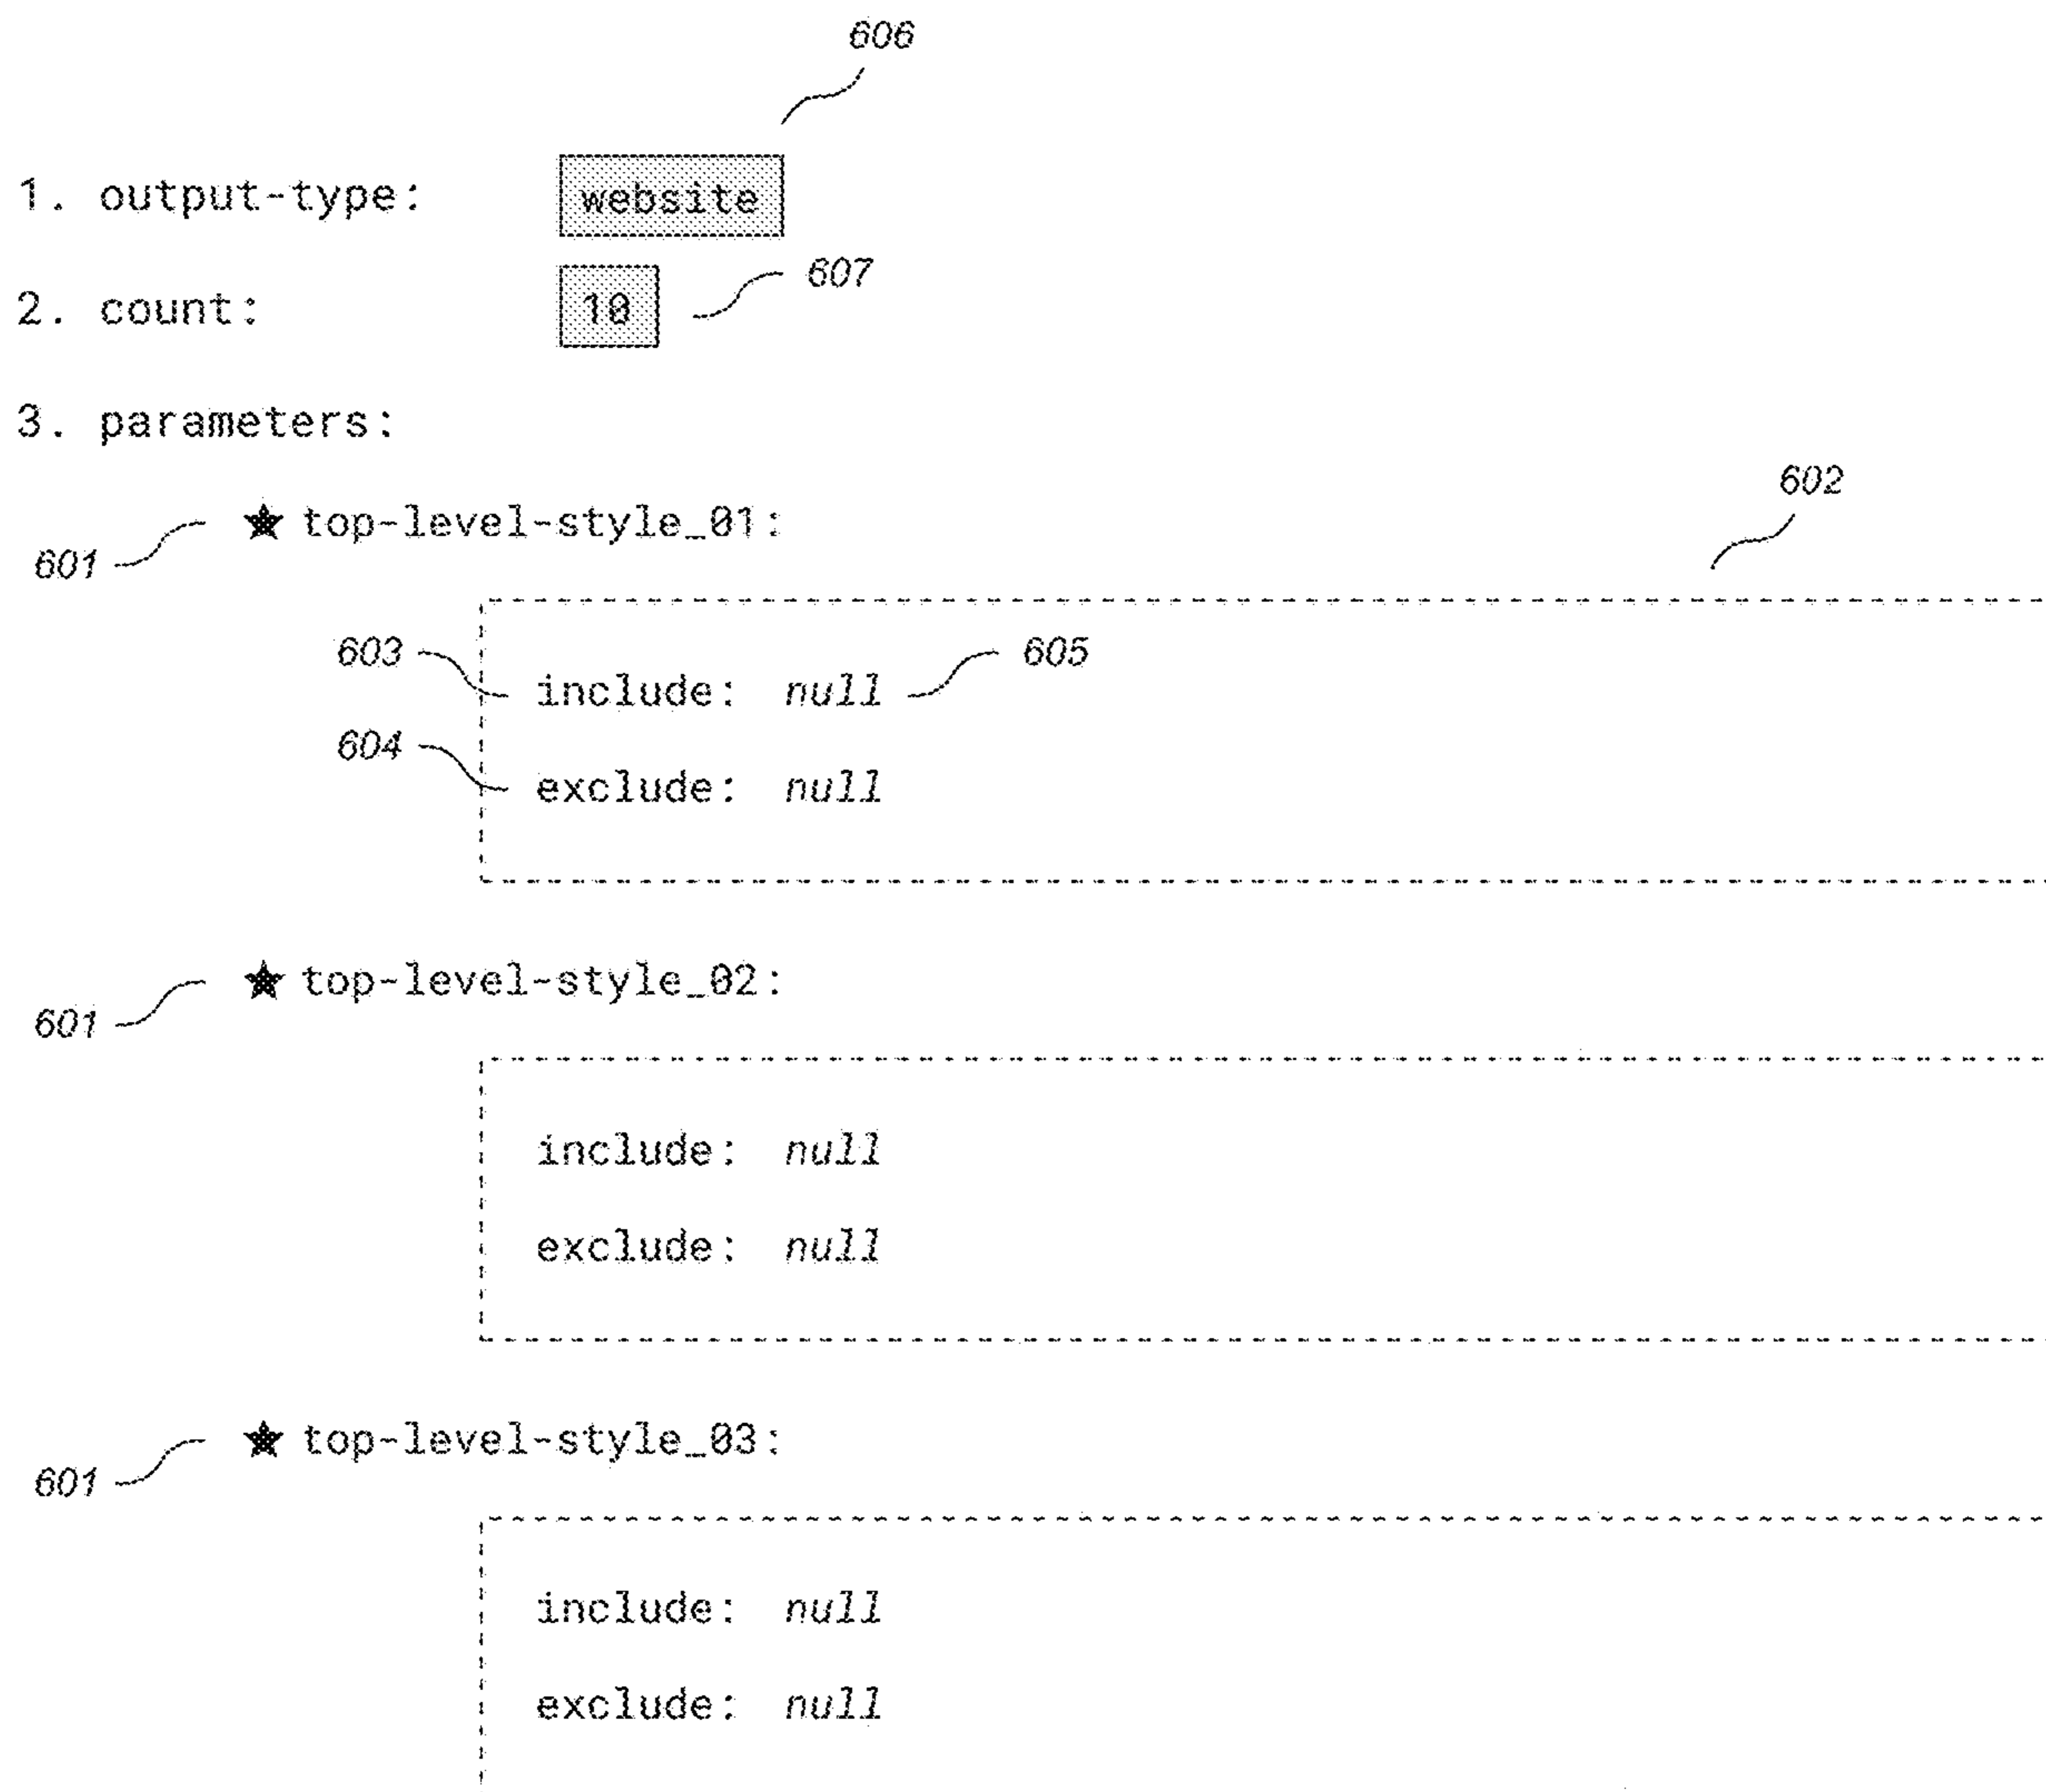 606
1. output-type: website
2. count: 10 607
3. parameters:
602
★ top-level-style_01:
601
603 include: null 605
604 exclude: null
★ top-level-style_02:
601
include: null
exclude: null
★ top-level-style_03:
601
include: null
exclude: null